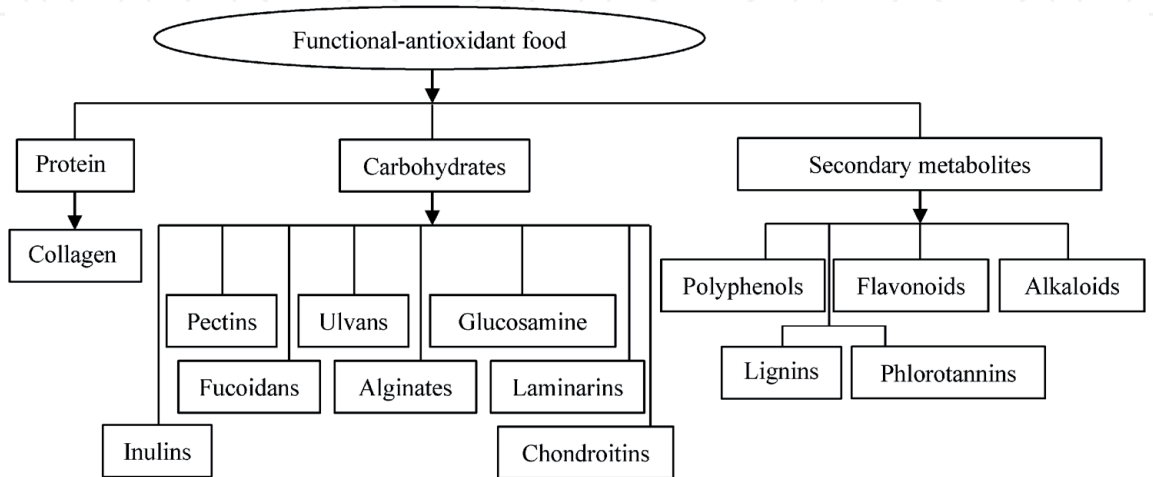 Functional-antioxidant food
Protein
Carbohydrates
Secondary metabolites
Collagen
Polyphenols
Flavonoids
Alkaloids
Pectins
Ulvans
Glucosamine
Lignins
Phlorotannins
Fucoidans
Alginates
Laminarins
Inulins
Chondroitins